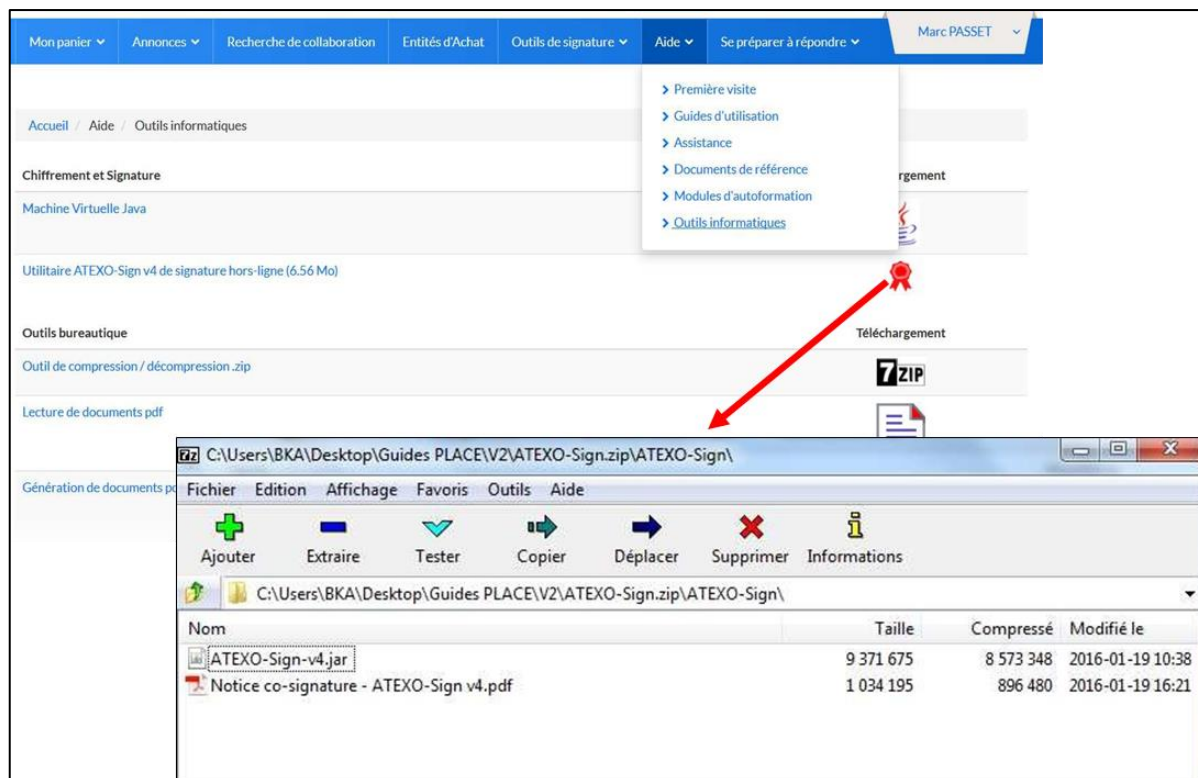 Mon panier Annonces Recherche de collaboration Entités d'Achat Outils de signature Aide Se préparer à répondre Marc PASSET
Première visite
Guides d'utilisation
Assistance
Documents de référence
Modules d'autoformation
Outils informatiques
Accueil / Aide / Outils informatiques
Chiffrement et Signature rgement
Machine Virtuelle Java
Utilitaire ATEXO-Sign v4 de signature hors-ligne (6.56 Mo)
Outils bureautique Téléchargement
Outil de compression / décompression .zip
7ZIP
Lecture de documents pdf
Génération de documents
7z C:\Users\BKA\Desktop\Guides PLACE\V2\ATEXO-Sign.zip\ATEXO-Sign\
Fichier Edition Affichage Favoris Outils Aide
Ajouter Extraire Tester Copier Déplacer Supprimer Informations
C:\Users\BKA\Desktop\Guides PLACE\V2\ATEXO-Sign.zip\ATEXO-Sign\
Nom Taille Compressé Modifié le
ATEXO-Sign-v4.jar 9 371 675 8 573 348 2016-01-19 10:38
Notice co-signature - ATEXO-Sign v4.pdf 1 034 195 896 480 2016-01-19 16:21